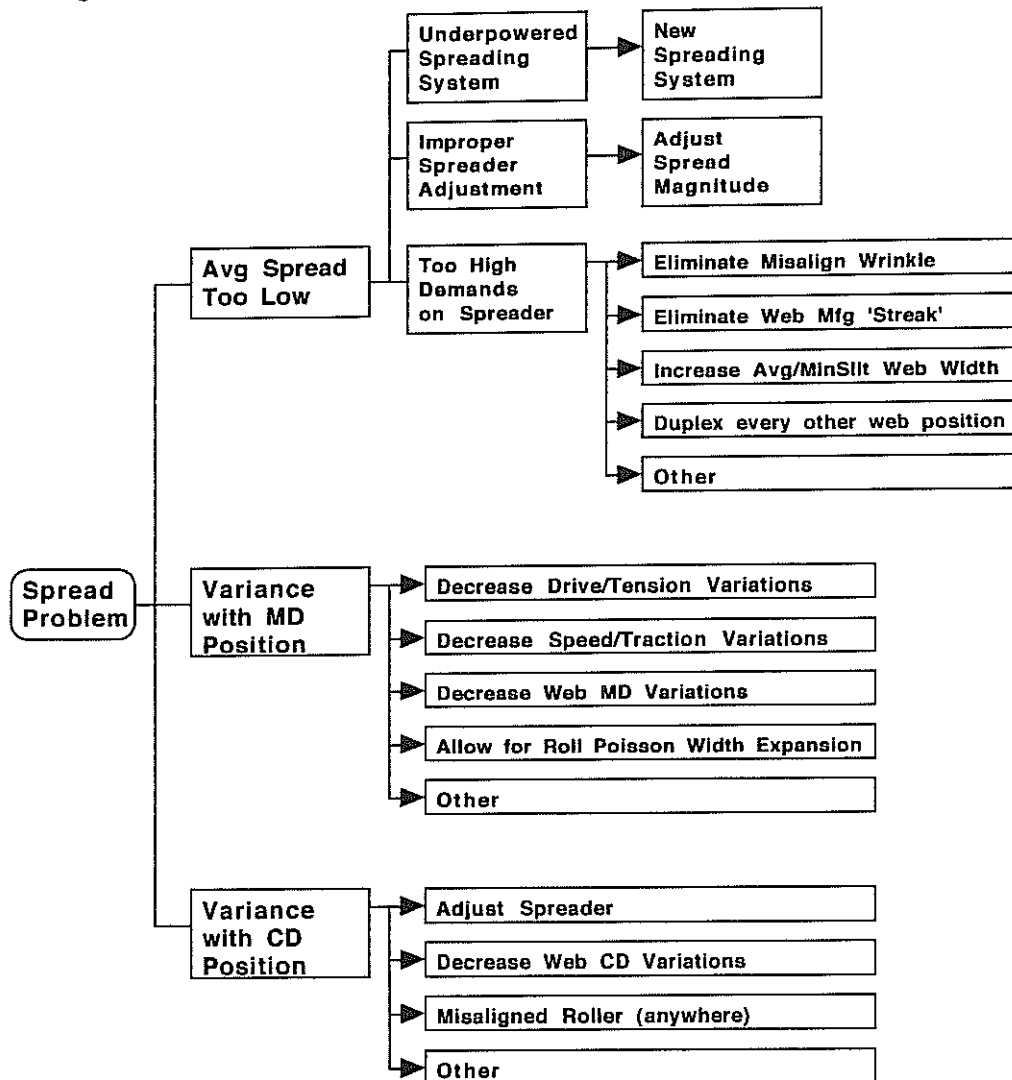 Underpowered
Spreading
System
New
Spreading
System
Improper
Spreader
Adjustment
Adjust
Spread
Magnitude
Avg Spread
Too Low
Too High
Demands
on Spreader
Eliminate Misalign Wrinkle
Eliminate Web Mfg 'Streak'
Increase Avg/MinSlit Web Width
Duplex every other web position
Other
Spread
Problem
Variance
with MD
Position
Decrease Drive/Tension Variations
Decrease Speed/Traction Variations
Decrease Web MD Variations
Allow for Roll Poisson Width Expansion
Other
Variance
with CD
Position
Adjust Spreader
Decrease Web CD Variations
Misaligned Roller (anywhere)
Other